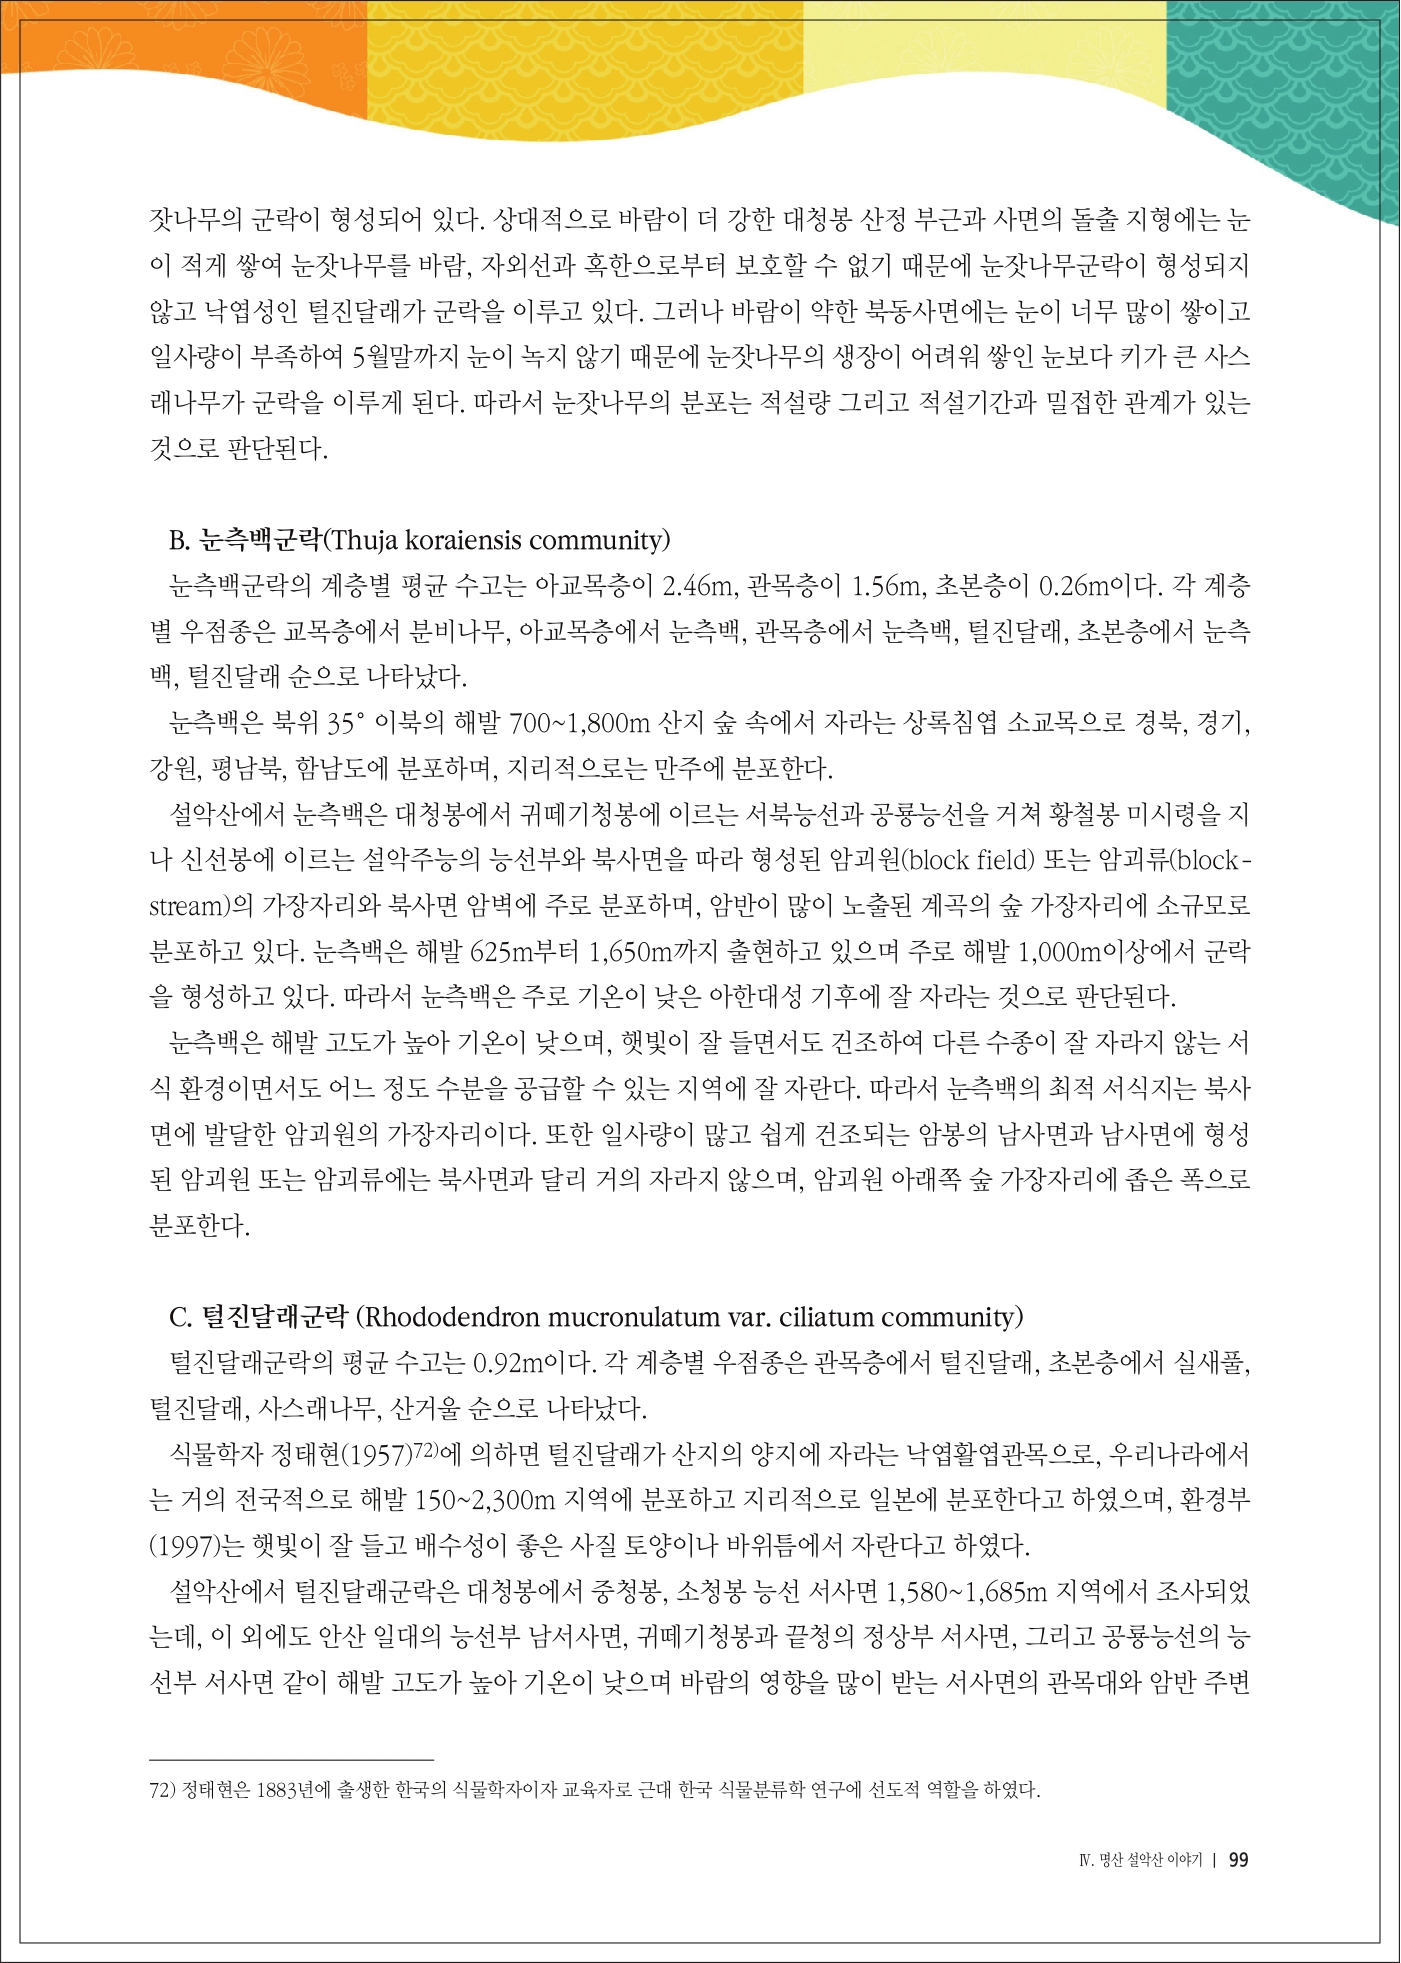 잣나무의 군락이 형성되어 있다. 상대적으로 바람이 더 강한 대청봉 산정 부근과 사면의 돌출 지형에는 눈
이 적게 쌓여 눈잣나무를 바람, 자외선과 혹한으로부터 보호할 수 없기 때문에 눈잣나무군락이 형성되지
않고 낙엽성인 털진달래가 군락을 이루고 있다. 그러나 바람이 약한 북동사면에는 눈이 너무 많이 쌓이고
일사량이 부족하여 5월말까지 눈이 녹지 않기 때문에 눈잣나무의 생장이 어려워 쌓인 눈보다 키가 큰 사스
래나무가 군락을 이루게 된다. 따라서 눈잣나무의 분포는 적설량 그리고 적설기간과 밀접한 관계가 있는
것으로 판단된다.
B. 눈측백군락(Thuja koraiensis community)
눈측백군락의 계층별 평균 수고는 아교목층이 2.46m, 관목층이 1.56m, 초본층이 0.26m이다. 각 계층
별 우점종은 교목층에서 분비나무, 아교목층에서 눈측백, 관목층에서 눈측백, 털진달래, 초본층에서 눈측
백, 털진달래 순으로 나타났다.
눈측백은 북위 35° 이북의 해발 700~1,800m 산지 숲 속에서 자라는 상록침엽 소교목으로 경북, 경기,
강원, 평남북, 함남도에 분포하며, 지리적으로는 만주에 분포한다.
설악산에서 눈측백은 대청봉에서 귀떼기청봉에 이르는 서북능선과 공룡능선을 거쳐 황철봉 미시령을 지
나 신선봉에 이르는 설악주능의 능선부와 북사면을 따라 형성된 암괴원(block field) 또는 암괴류(block-
stream)의 가장자리와 북사면 암벽에 주로 분포하며, 암반이 많이 노출된 계곡의 숲 가장자리에 소규모로
분포하고 있다. 눈측백은 해발 625m부터 1,650m까지 출현하고 있으며 주로 해발 1,000m이상에서 군락
을 형성하고 있다. 따라서 눈측백은 주로 기온이 낮은 아한대성 기후에 잘 자라는 것으로 판단된다.
눈측백은 해발 고도가 높아 기온이 낮으며, 햇빛이 잘 들면서도 건조하여 다른 수종이 잘 자라지 않는 서
식 환경이면서도 어느 정도 수분을 공급할 수 있는 지역에 잘 자란다. 따라서 눈측백의 최적 서식지는 북사
면에 발달한 암괴원의 가장자리이다. 또한 일사량이 많고 쉽게 건조되는 암봉의 남사면과 남사면에 형성
된 암괴원 또는 암괴류에는 북사면과 달리 거의 자라지 않으며, 암괴원 아래쪽 숲 가장자리에 좁은 폭으로
분포한다.
C. 털진달래군락 (Rhododendron mucronulatum var. ciliatum community)
털진달래군락의 평균 수고는 0.92m이다. 각 계층별 우점종은 관목층에서 털진달래, 초본층에서 실새풀,
털진달래, 사스래나무, 산거울 순으로 나타났다.
식물학자 정태현(1957)72)에 의하면 털진달래가 산지의 양지에 자라는 낙엽활엽관목으로, 우리나라에서
는 거의 전국적으로 해발 150~2,300m 지역에 분포하고 지리적으로 일본에 분포한다고 하였으며, 환경부
(1997)는 햇빛이 잘 들고 배수성이 좋은 사질 토양이나 바위틈에서 자란다고 하였다.
설악산에서 털진달래군락은 대청봉에서 중청봉, 소청봉 능선 서사면 1,580~1,685m 지역에서 조사되었
는데, 이 외에도 안산 일대의 능선부 남서사면, 귀떼기청봉과 끝청의 정상부 서사면, 그리고 공룡능선의 능
선부 서사면 같이 해발 고도가 높아 기온이 낮으며 바람의 영향을 많이 받는 서사면의 관목대와 암반 주변
72) 정태현은 1883년에 출생한 한국의 식물학자이자 교육자로 근대 한국 식물분류학 연구에 선도적 역할을 하였다.
Ⅳ. 명산 설악산 이야기 | 99